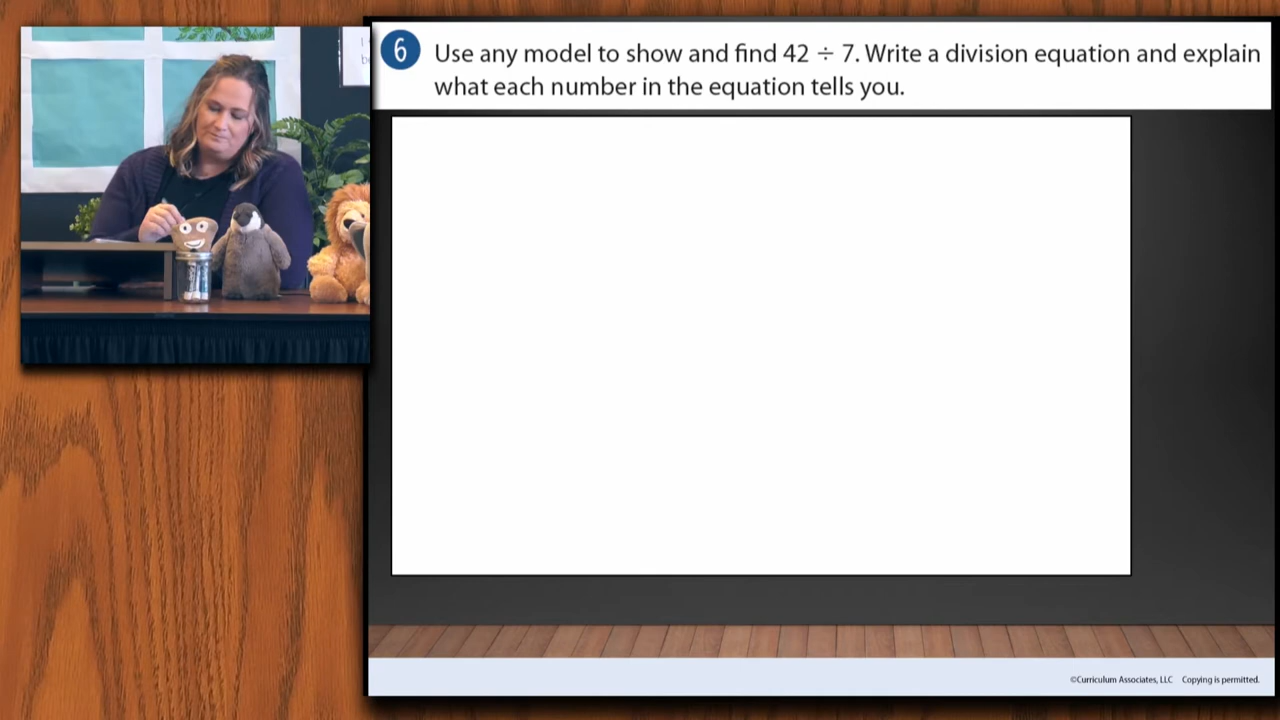 6 Use any model to show and find 42 ÷ 7. Write a division equation and explain
what each number in the equation tells you.
©Curriculum Associates, LLC Copying is permitted.